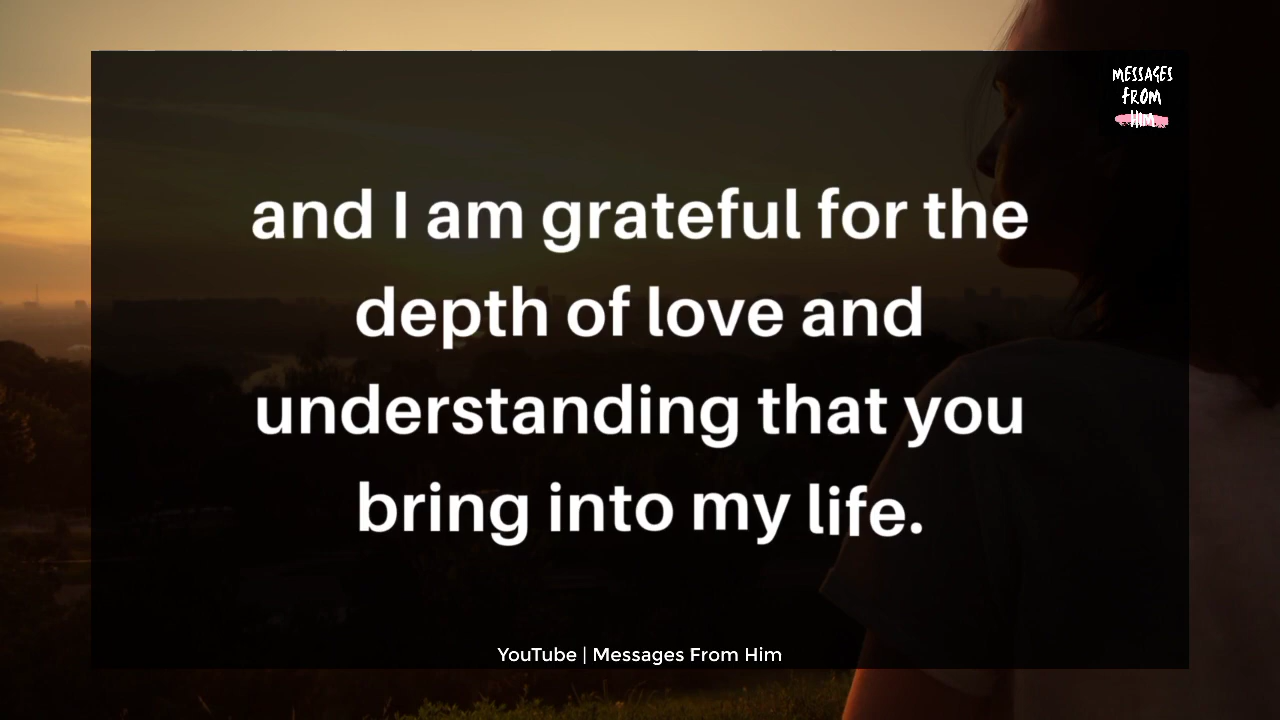 MESSAGES
FROM
HIM
and I am grateful for the
depth of love and
understanding that you
bring into my life.
YouTube | Messages From Him